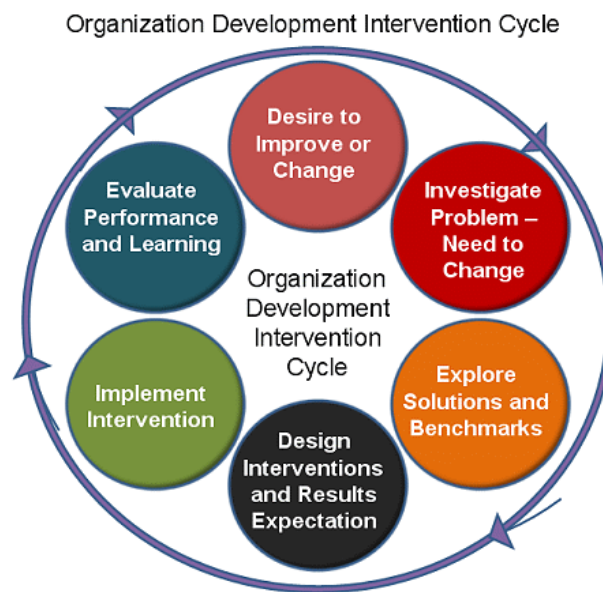 Organization Development Intervention Cycle
Desire to
Improve or
Change
Investigate
Problem –
Need to
Change
Explore
Solutions and
Benchmarks
Design
Interventions
and Results
Expectation
Implement
Intervention
Evaluate
Performance
and Learning
Organization
Development
Intervention
Cycle